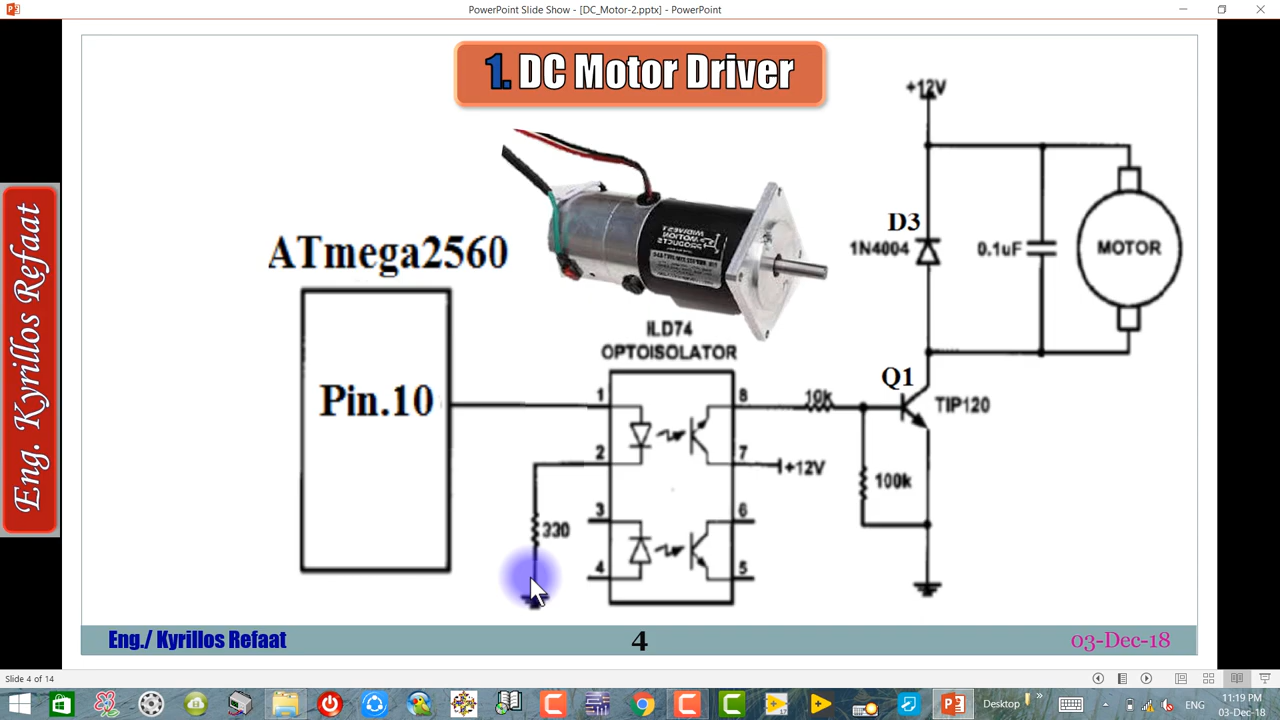 PowerPoint Slide Show - [DC_Motor-2.pptx] - PowerPoint
1. DC Motor Driver
+12V
D3
1N4004
0.1uF
MOTOR
ATmega2560
ILD74
OPTOISOLATOR
Pin.10
Q1
TIP120
1
8
10k
2
7
+12V
100k
330
3
6
4
5
Eng. Kyrillos Refaat
Eng./ Kyrillos Refaat
4
03-Dec-18
Slide 4 of 14
Desktop
ENG
11:19 PM
03-Dec-18